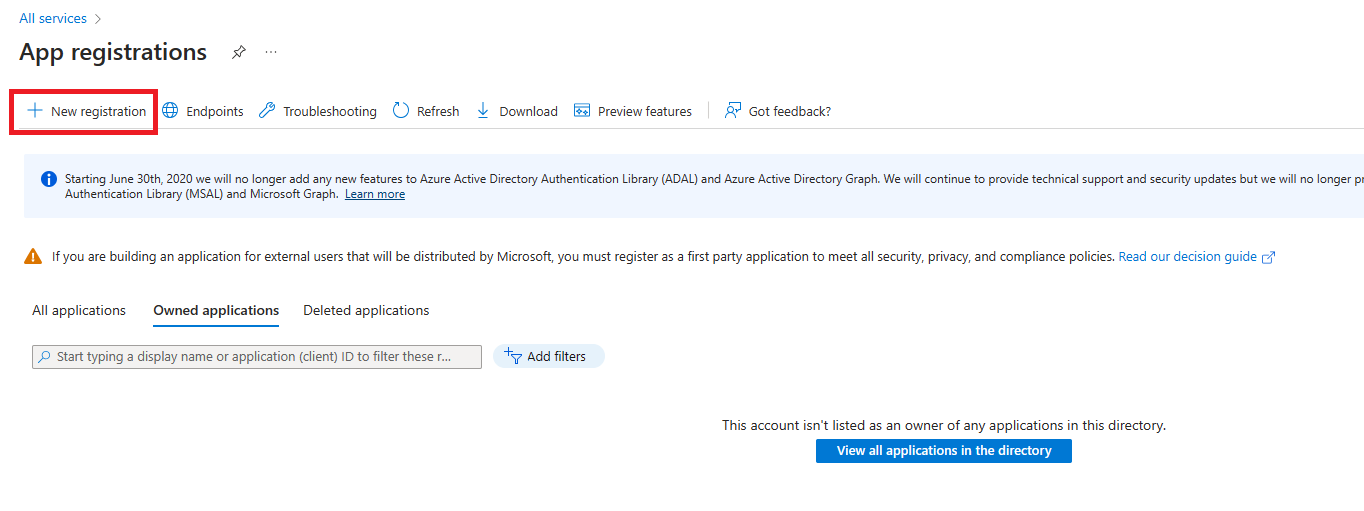 All services
App registrations
New registration Endpoints Troubleshooting Refresh Download Preview features Got feedback?
Starting June 30th, 2020 we will no longer add any new features to Azure Active Directory Authentication Library (ADAL) and Azure Active Directory Graph. We will continue to provide technical support and security updates but we will no longer
Authentication Library (MSAL) and Microsoft Graph. Learn more
If you are building an application for external users that will be distributed by Microsoft, you must register as a first party application to meet all security, privacy, and compliance policies. Read our decision guide
All applications Owned applications Deleted applications
Start typing a display name or application (client) ID to filter these r... Add filters
This account isn't listed as an owner of any applications in this directory.
View all applications in the directory